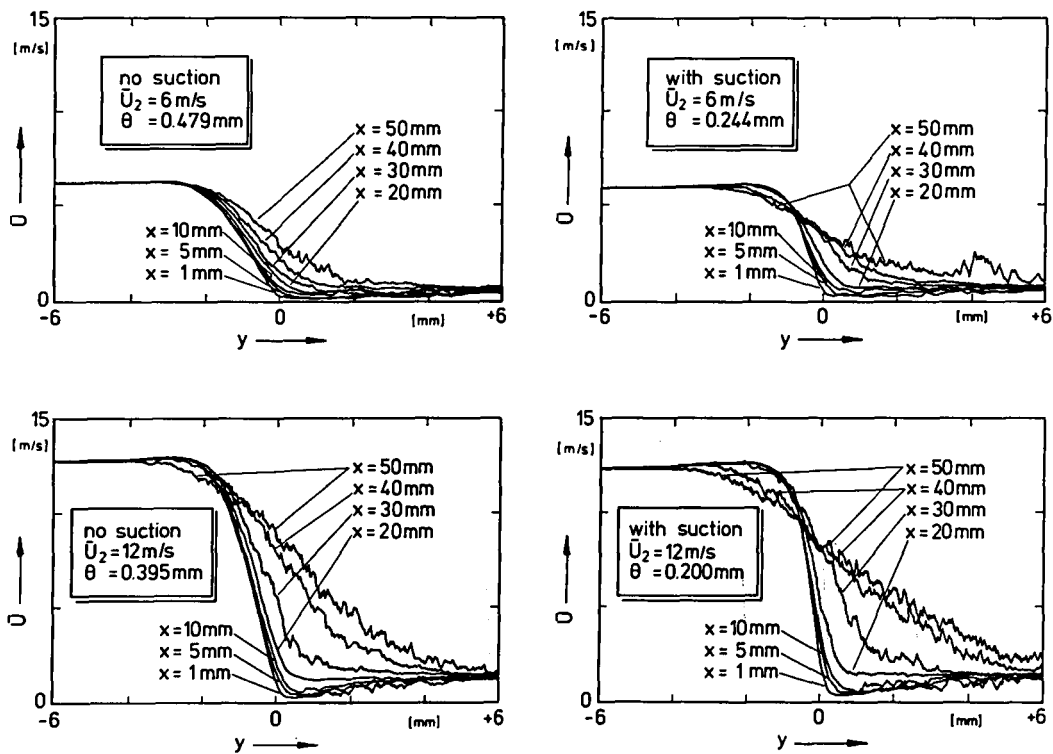 15
[m/s]
no suction
Ū₂ = 6 m/s
θ = 0.479mm
x = 50mm
x = 40mm
x = 30mm
x = 20mm
x = 10mm
x = 5mm
x = 1mm
Ū
0
-6
0
[mm]
+6
y
15
[m/s]
with suction
Ū₂ = 6 m/s
θ = 0.244mm
x = 50mm
x = 40mm
x = 30mm
x = 20mm
x = 10mm
x = 5mm
x = 1mm
Ū
0
-6
0
[mm]
+6
y
15
[m/s]
no suction
Ū₂ = 12 m/s
θ = 0.395mm
x = 50mm
x = 40mm
x = 30mm
x = 20mm
x = 10mm
x = 5mm
x = 1mm
Ū
0
-6
0
[mm]
+6
y
15
[m/s]
with suction
Ū₂ = 12 m/s
θ = 0.200mm
x = 50mm
x = 40mm
x = 30mm
x = 20mm
x = 10mm
x = 5mm
x = 1mm
Ū
0
-6
0
[mm]
+6
y